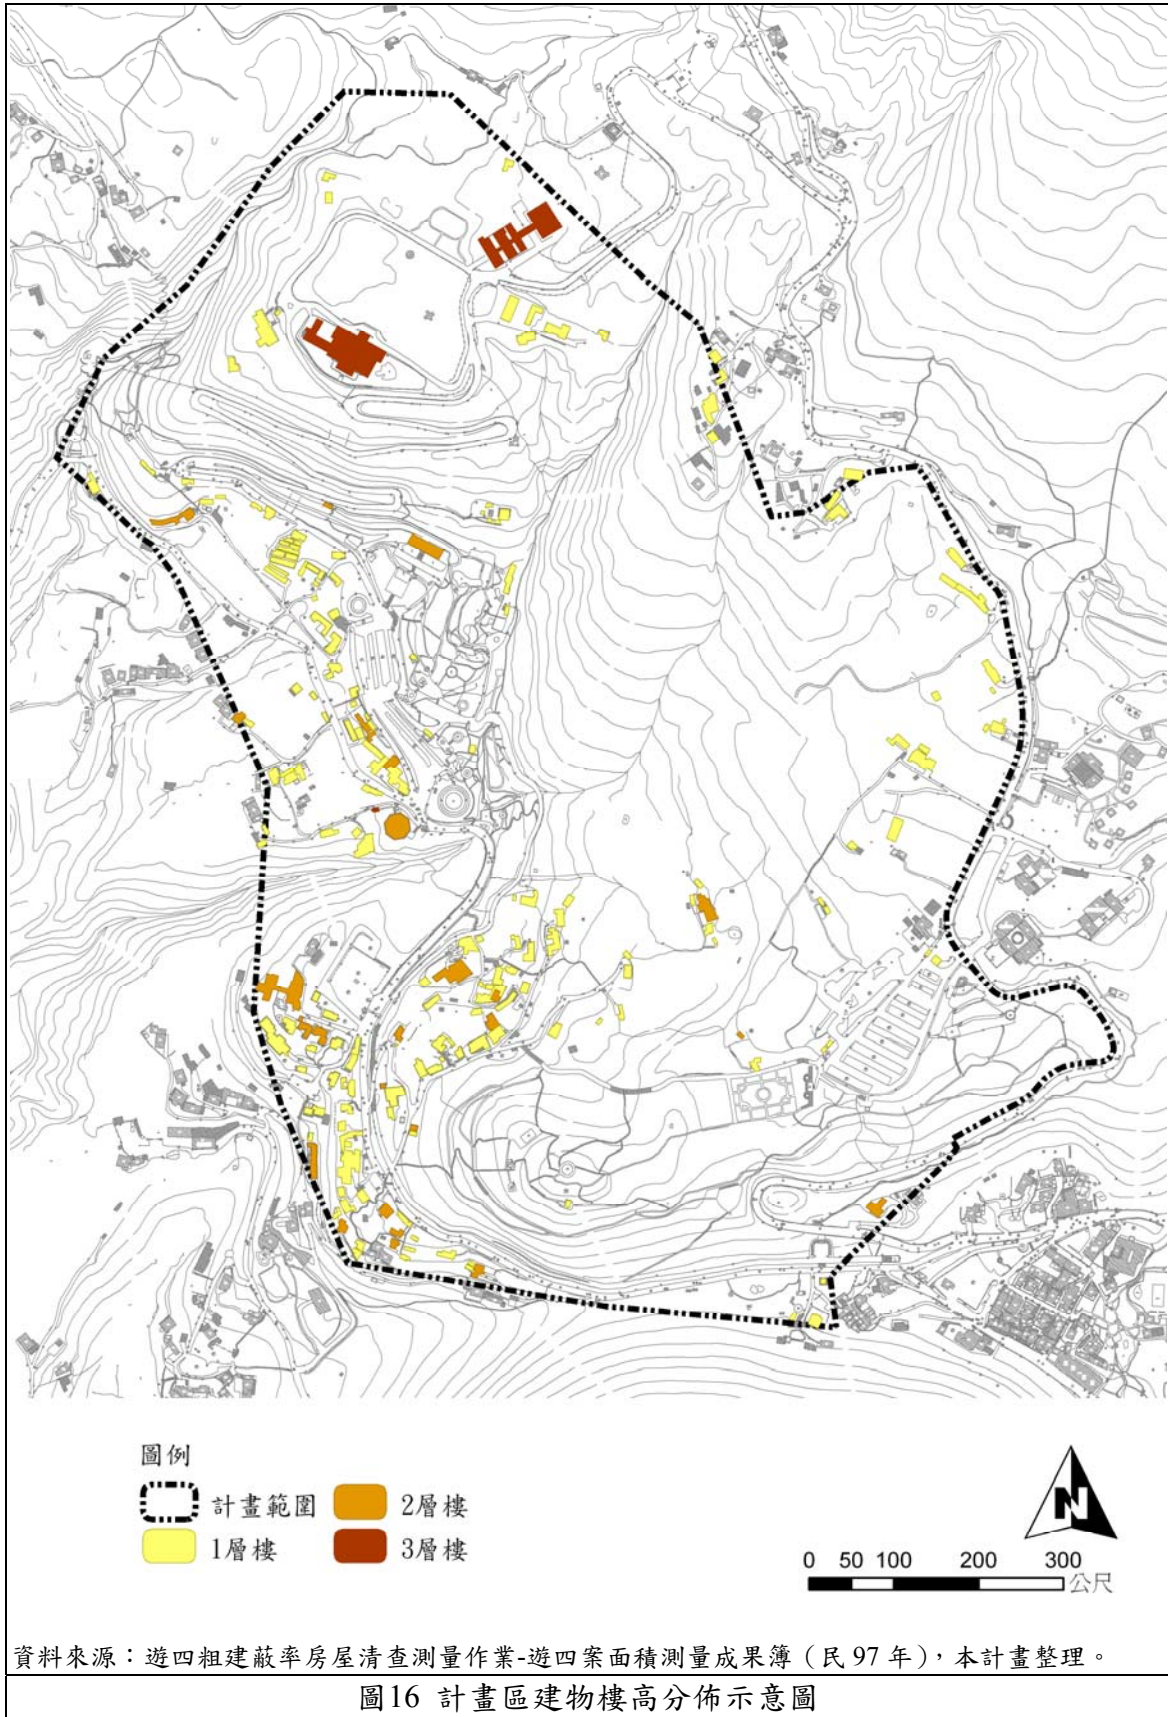 圖例
計畫範圍
2層樓
1層樓
3層樓
N
0 50 100 200 300
公尺
資料來源：遊四粗建蔽率房屋清查測量作業-遊四案面積測量成果簿（民 97 年），本計畫整理。
圖16 計畫區建物樓高分佈示意圖